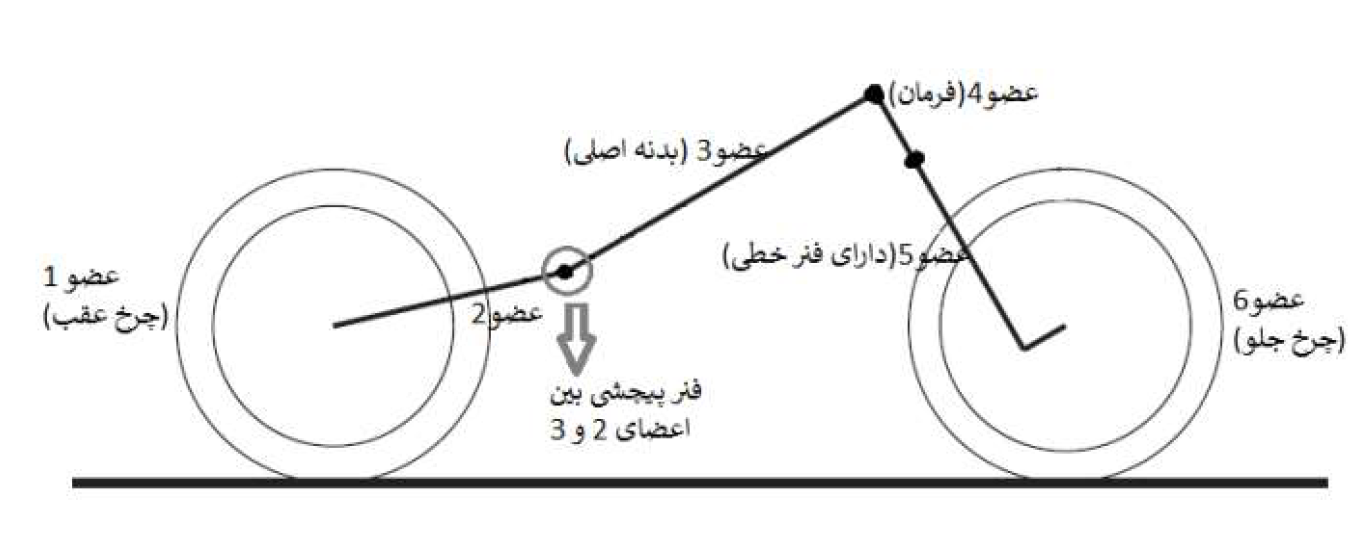 عضو4(فرمان)
عضو3 (بدنه اصلی)
عضو5(دارای فنر خطی)
عضو 1
(چرخ عقب)
عضو2
عضو6
(چرخ جلو)
فنر پیچشی بین
اعضای 2 و 3